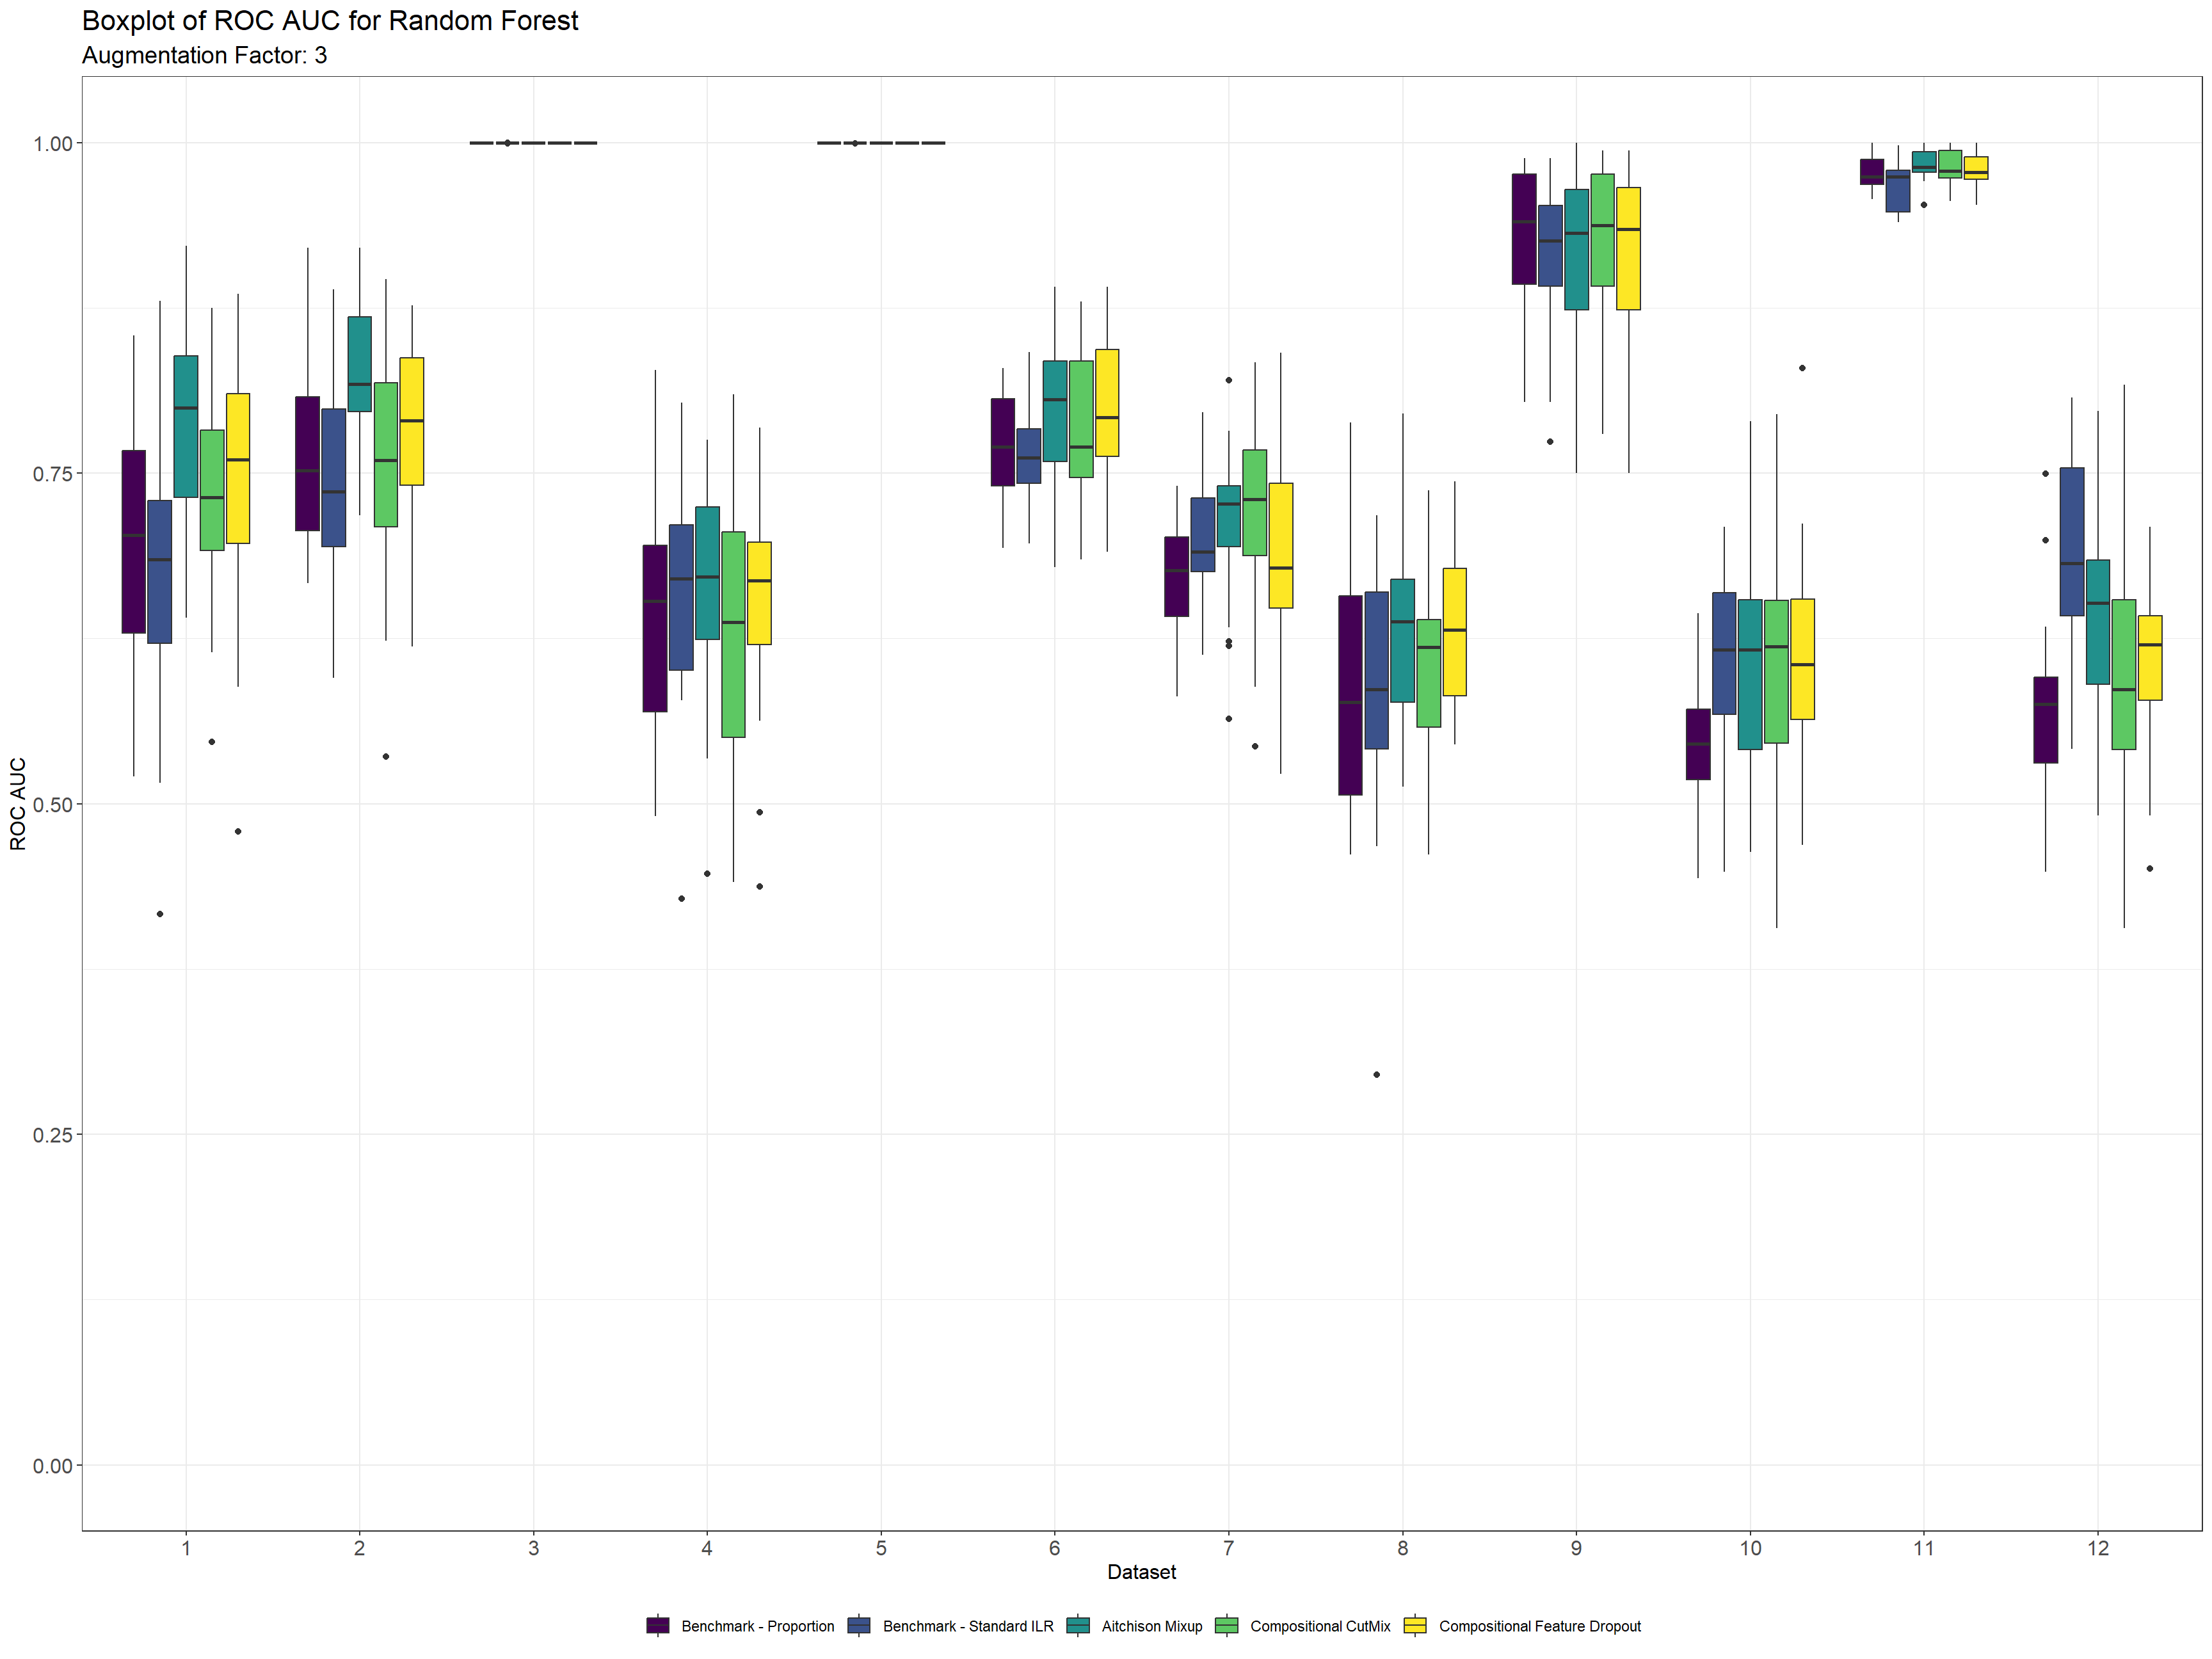 Boxplot of ROC AUC for Random Forest
Augmentation Factor: 3
ROC AUC
1.00
0.75
0.50
0.25
0.00
1 2 3 4 5 6 7 8 9 10 11 12
Dataset
Benchmark - Proportion Benchmark - Standard ILR Aitchison Mixup Compositional CutMix Compositional Feature Dropout